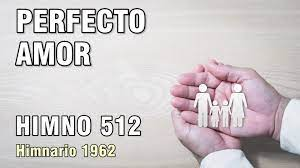 PERFECTO
AMOR
HIMNO 512
Himnario 1962